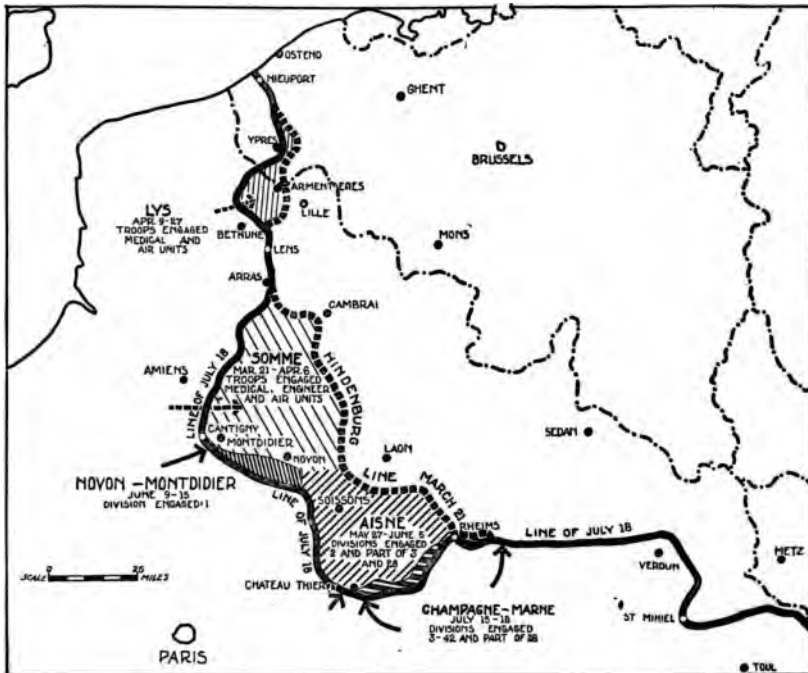 OSTEND
NIEUPORT
GHENT
YPRES
BRUSSELS
ARMENTIERES
LILLE
LYS
APR. 9-27
TROOPS ENGAGED
MEDICAL AND
AIR UNITS
BETHUNE
MONS
LENS
ARRAS
CAMBRAI
LINE OF JULY 18
SOMME
MAR. 21-APR. 6
TROOPS ENGAGED
MEDICAL, ENGINEER
AND AIR UNITS
HINDENBURG
LINE
MARCH 21
AMIENS
CANTIGNY
MONTDIDIER
NOYON
SEDAN
LAON
NOYON-MONTDIDIER
JUNE 9-15
DIVISION ENGAGED:1
LINE OF JULY 18
SOISSONS
AISNE
MAY 27-JUNE 5
DIVISIONS ENGAGED
2 AND PART OF 3
AND 28
RHEIMS
LINE OF JULY 18
VERDUN
METZ
SCALE 0 25 MILES
CHATEAU THIERRY
CHAMPAGNE-MARNE
JULY 15-18
DIVISIONS ENGAGED
3-42 AND PART OF 28
ST MIHIEL
PARIS
TOUL